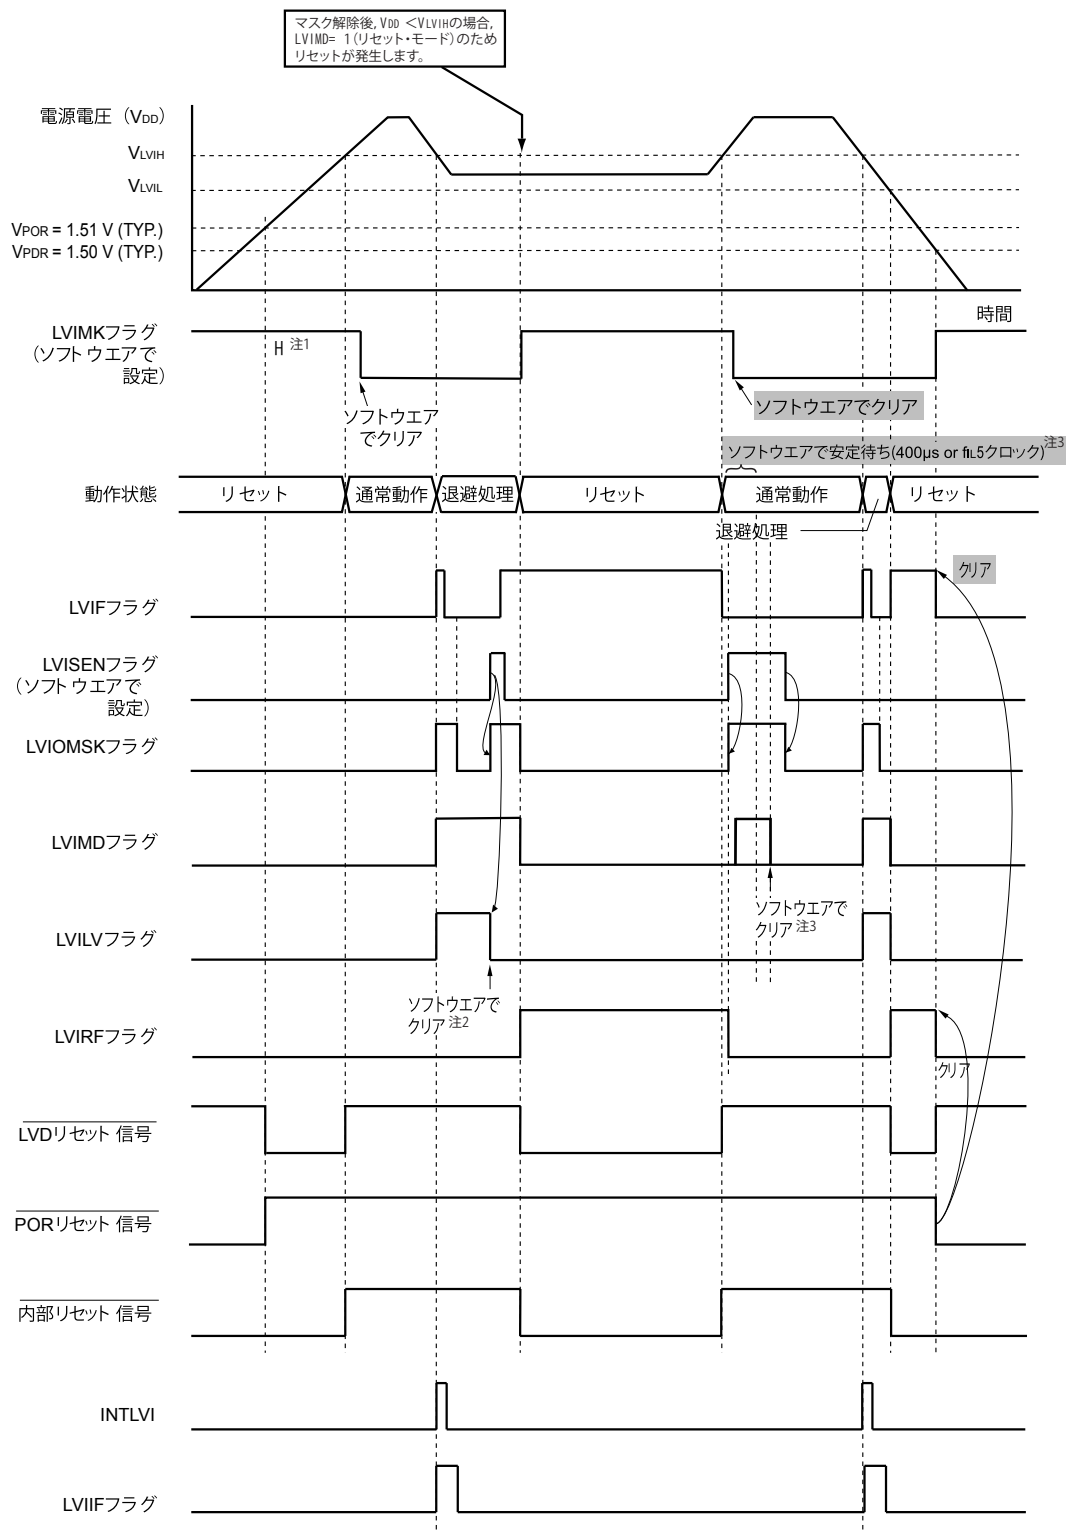 マスク解除後, VDD <VLVIHの場合,
LVIMD= 1(リセット・モード)のため
リセットが発生します。
電源電圧（VDD）
VLVIH
VLVIL
VPOR = 1.51 V (TYP.)
VPDR = 1.50 V (TYP.)
時間
LVIMKフラグ
（ソフトウエアで
設定）
H 注1
ソフトウエア
でクリア
ソフトウエアでクリア
ソフトウエアで安定待ち(400µs or fIL5クロック)注3
動作状態
リセット
通常動作
退避処理
リセット
通常動作
リセット
退避処理
LVIFフラグ
クリア
LVISENフラグ
（ソフトウエアで
設定）
LVIOMSKフラグ
LVIMDフラグ
ソフトウエアで
クリア 注3
LVILVフラグ
ソフトウエアで
クリア 注2
LVIRFフラグ
クリア
LVDリセット信号
PORリセット信号
内部リセット信号
INTLVI
LVIIFフラグ